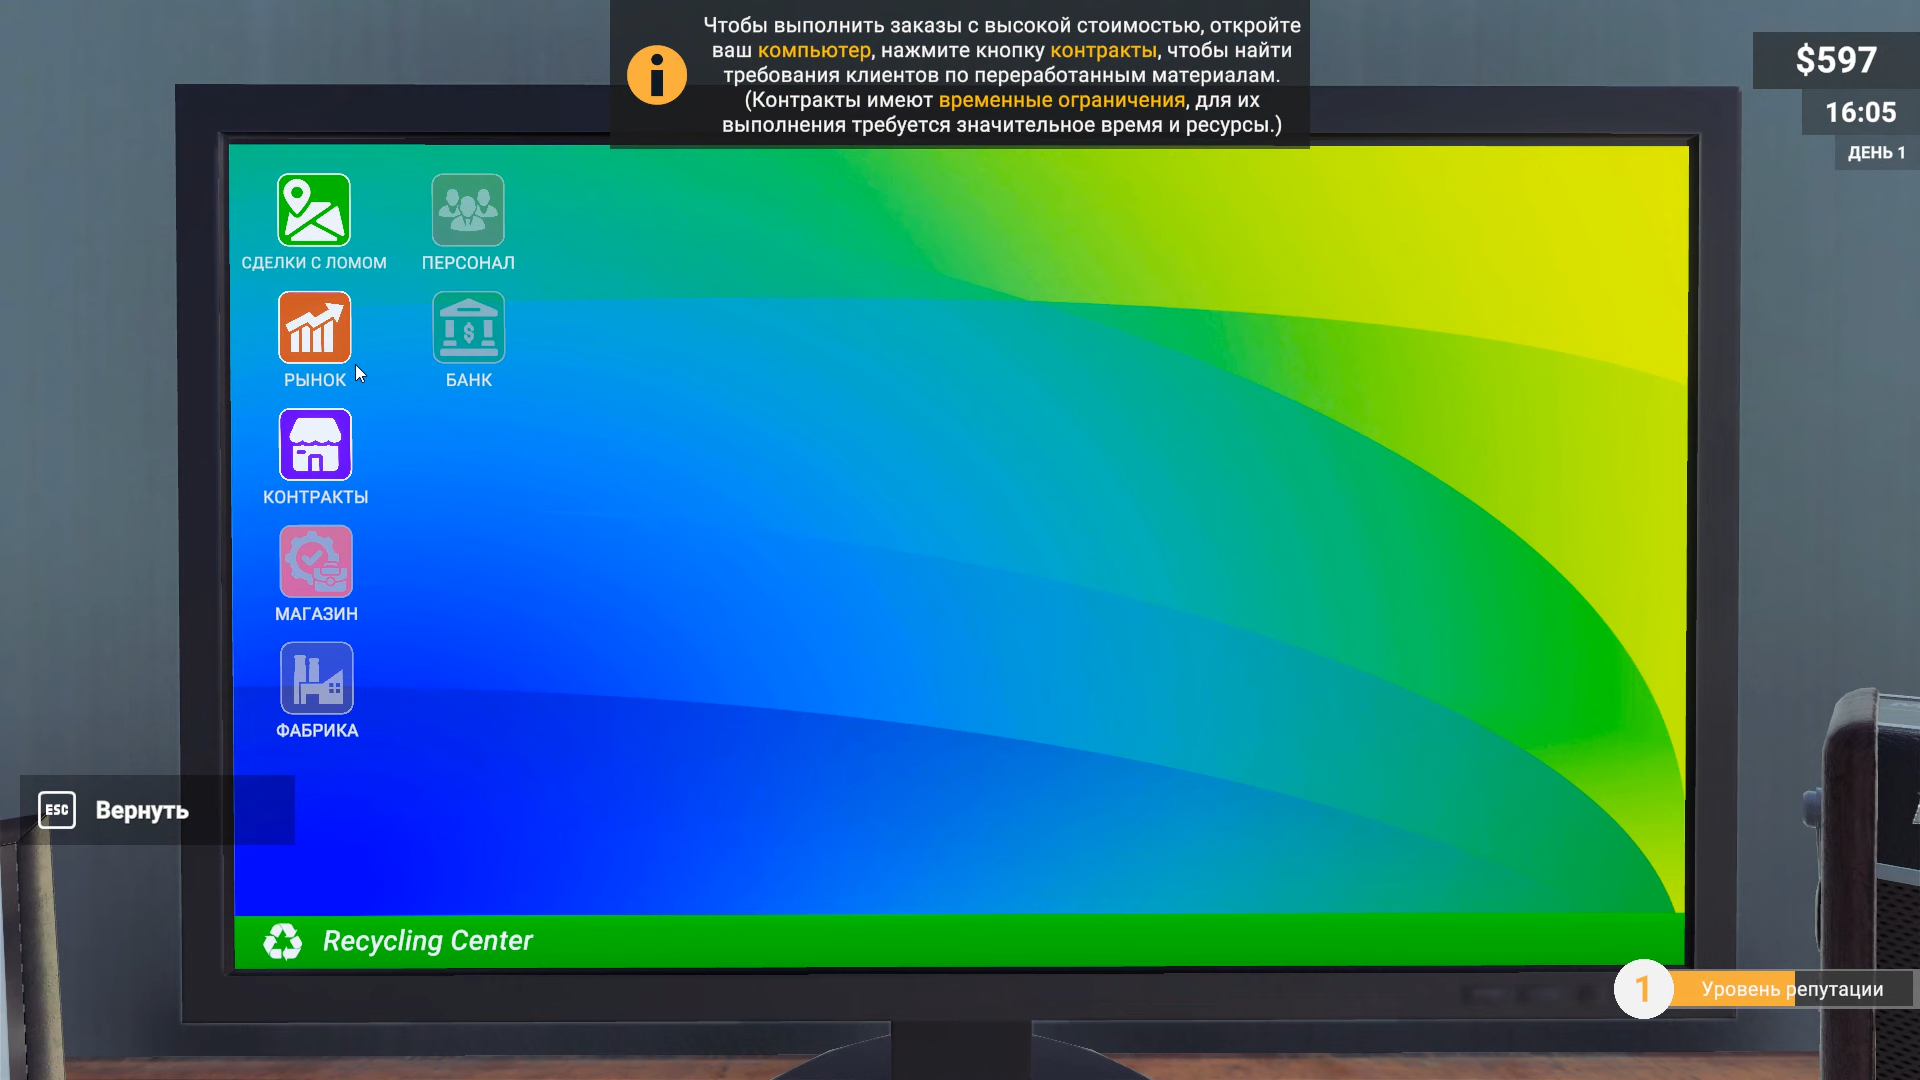 Чтобы выполнить заказы с высокой стоимостью, откройте
ваш компьютер, нажмите кнопку контракты, чтобы найти
требования клиентов по переработанным материалам.
(Контракты имеют временные ограничения, для их
выполнения требуется значительное время и ресурсы.)
$597
16:05
ДЕНЬ 1
СДЕЛКИ С ЛОМОМ
ПЕРСОНАЛ
РЫНОК
БАНК
КОНТРАКТЫ
МАГАЗИН
ФАБРИКА
ESC Вернуть
Recycling Center
1 Уровень репутации